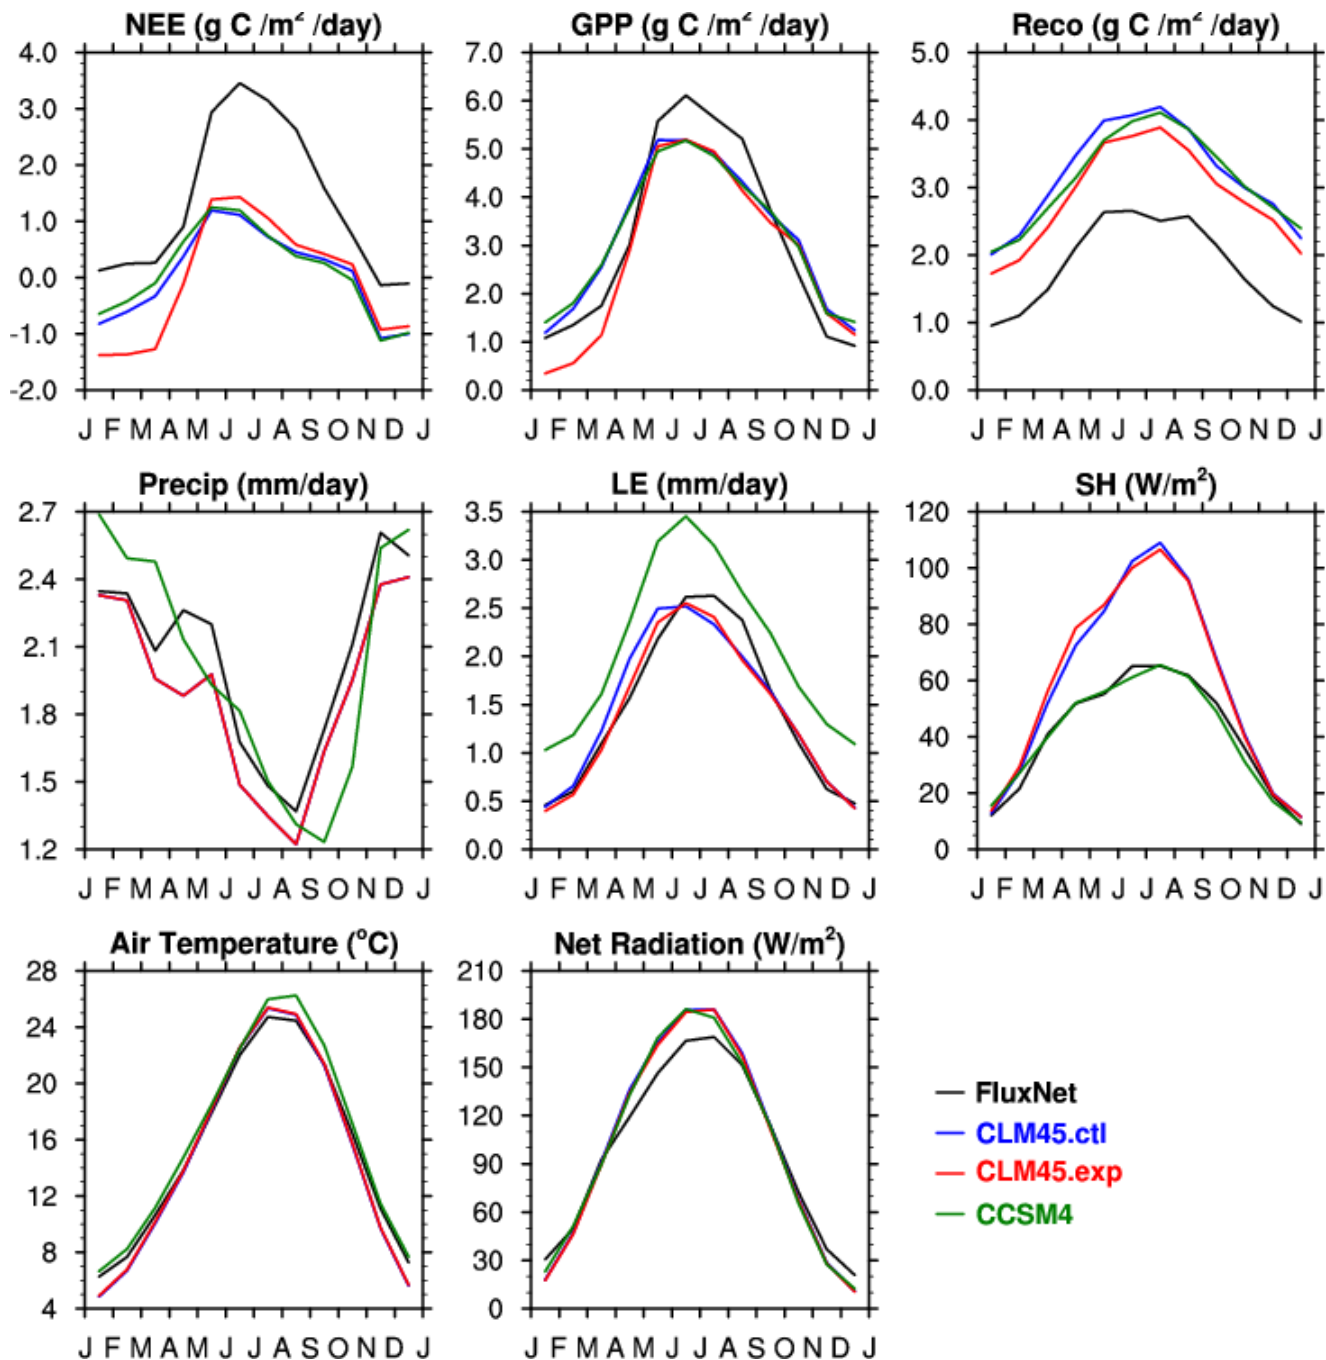 NEE (g C /m² /day)
4.0
3.0
2.0
1.0
0.0
-1.0
-2.0
J F M A M J J A S O N D J
GPP (g C /m² /day)
7.0
6.0
5.0
4.0
3.0
2.0
1.0
0.0
J F M A M J J A S O N D J
Reco (g C /m² /day)
5.0
4.0
3.0
2.0
1.0
0.0
J F M A M J J A S O N D J
Precip (mm/day)
2.7
2.4
2.1
1.8
1.5
1.2
J F M A M J J A S O N D J
LE (mm/day)
3.5
3.0
2.5
2.0
1.5
1.0
0.5
0.0
J F M A M J J A S O N D J
SH (W/m²)
120
100
80
60
40
20
0
J F M A M J J A S O N D J
Air Temperature (°C)
28
24
20
16
12
8
4
J F M A M J J A S O N D J
Net Radiation (W/m²)
210
180
150
120
90
60
30
0
J F M A M J J A S O N D J
FluxNet
CLM45.ctl
CLM45.exp
CCSM4